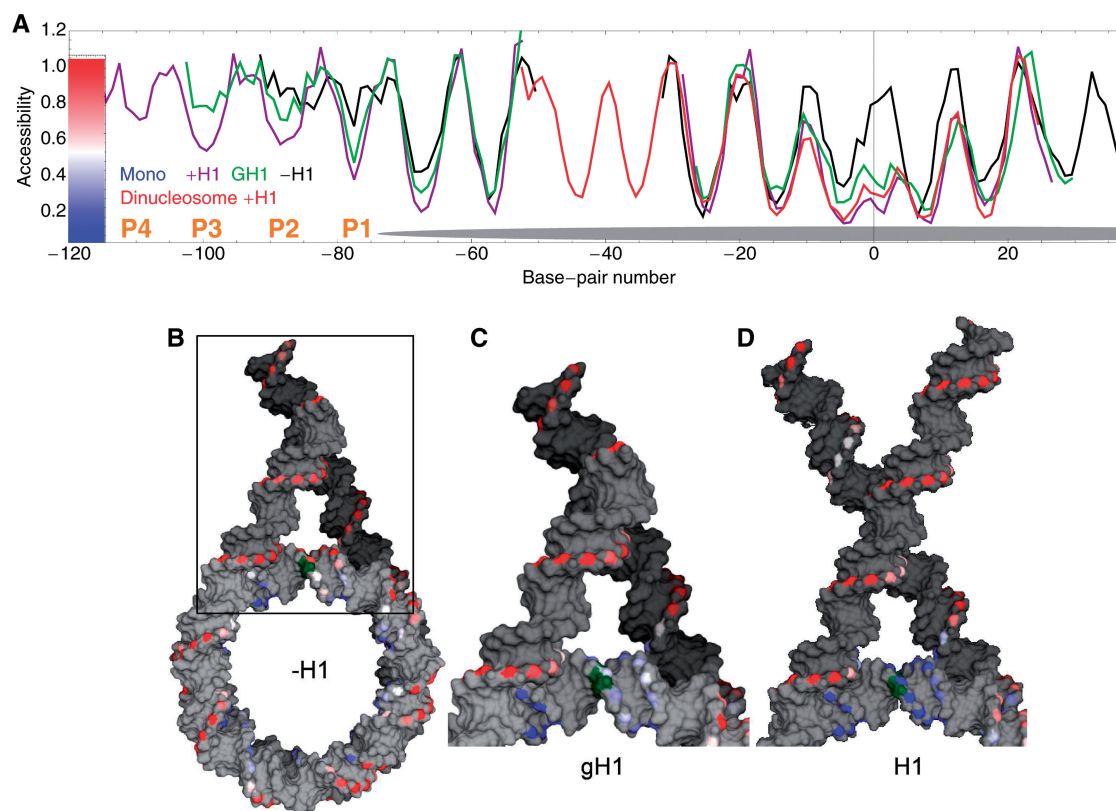 A
1.2
1.0
0.8
0.6
0.4
0.2
Accessibility
Mono +H1 GH1 −H1
Dinucleosome +H1
P4 P3 P2 P1
−120 −100 −80 −60 −40 −20 0 20
Base−pair number
B C D
-H1
gH1 H1